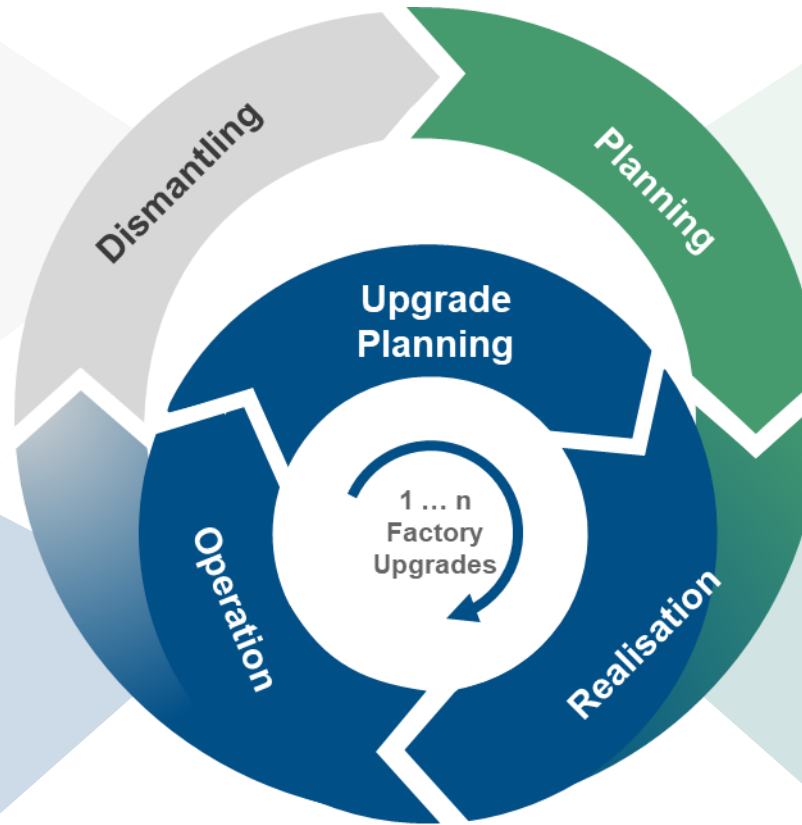 Dismantling
Planning
Upgrade
Planning
1 ... n
Factory
Upgrades
Operation
Realisation